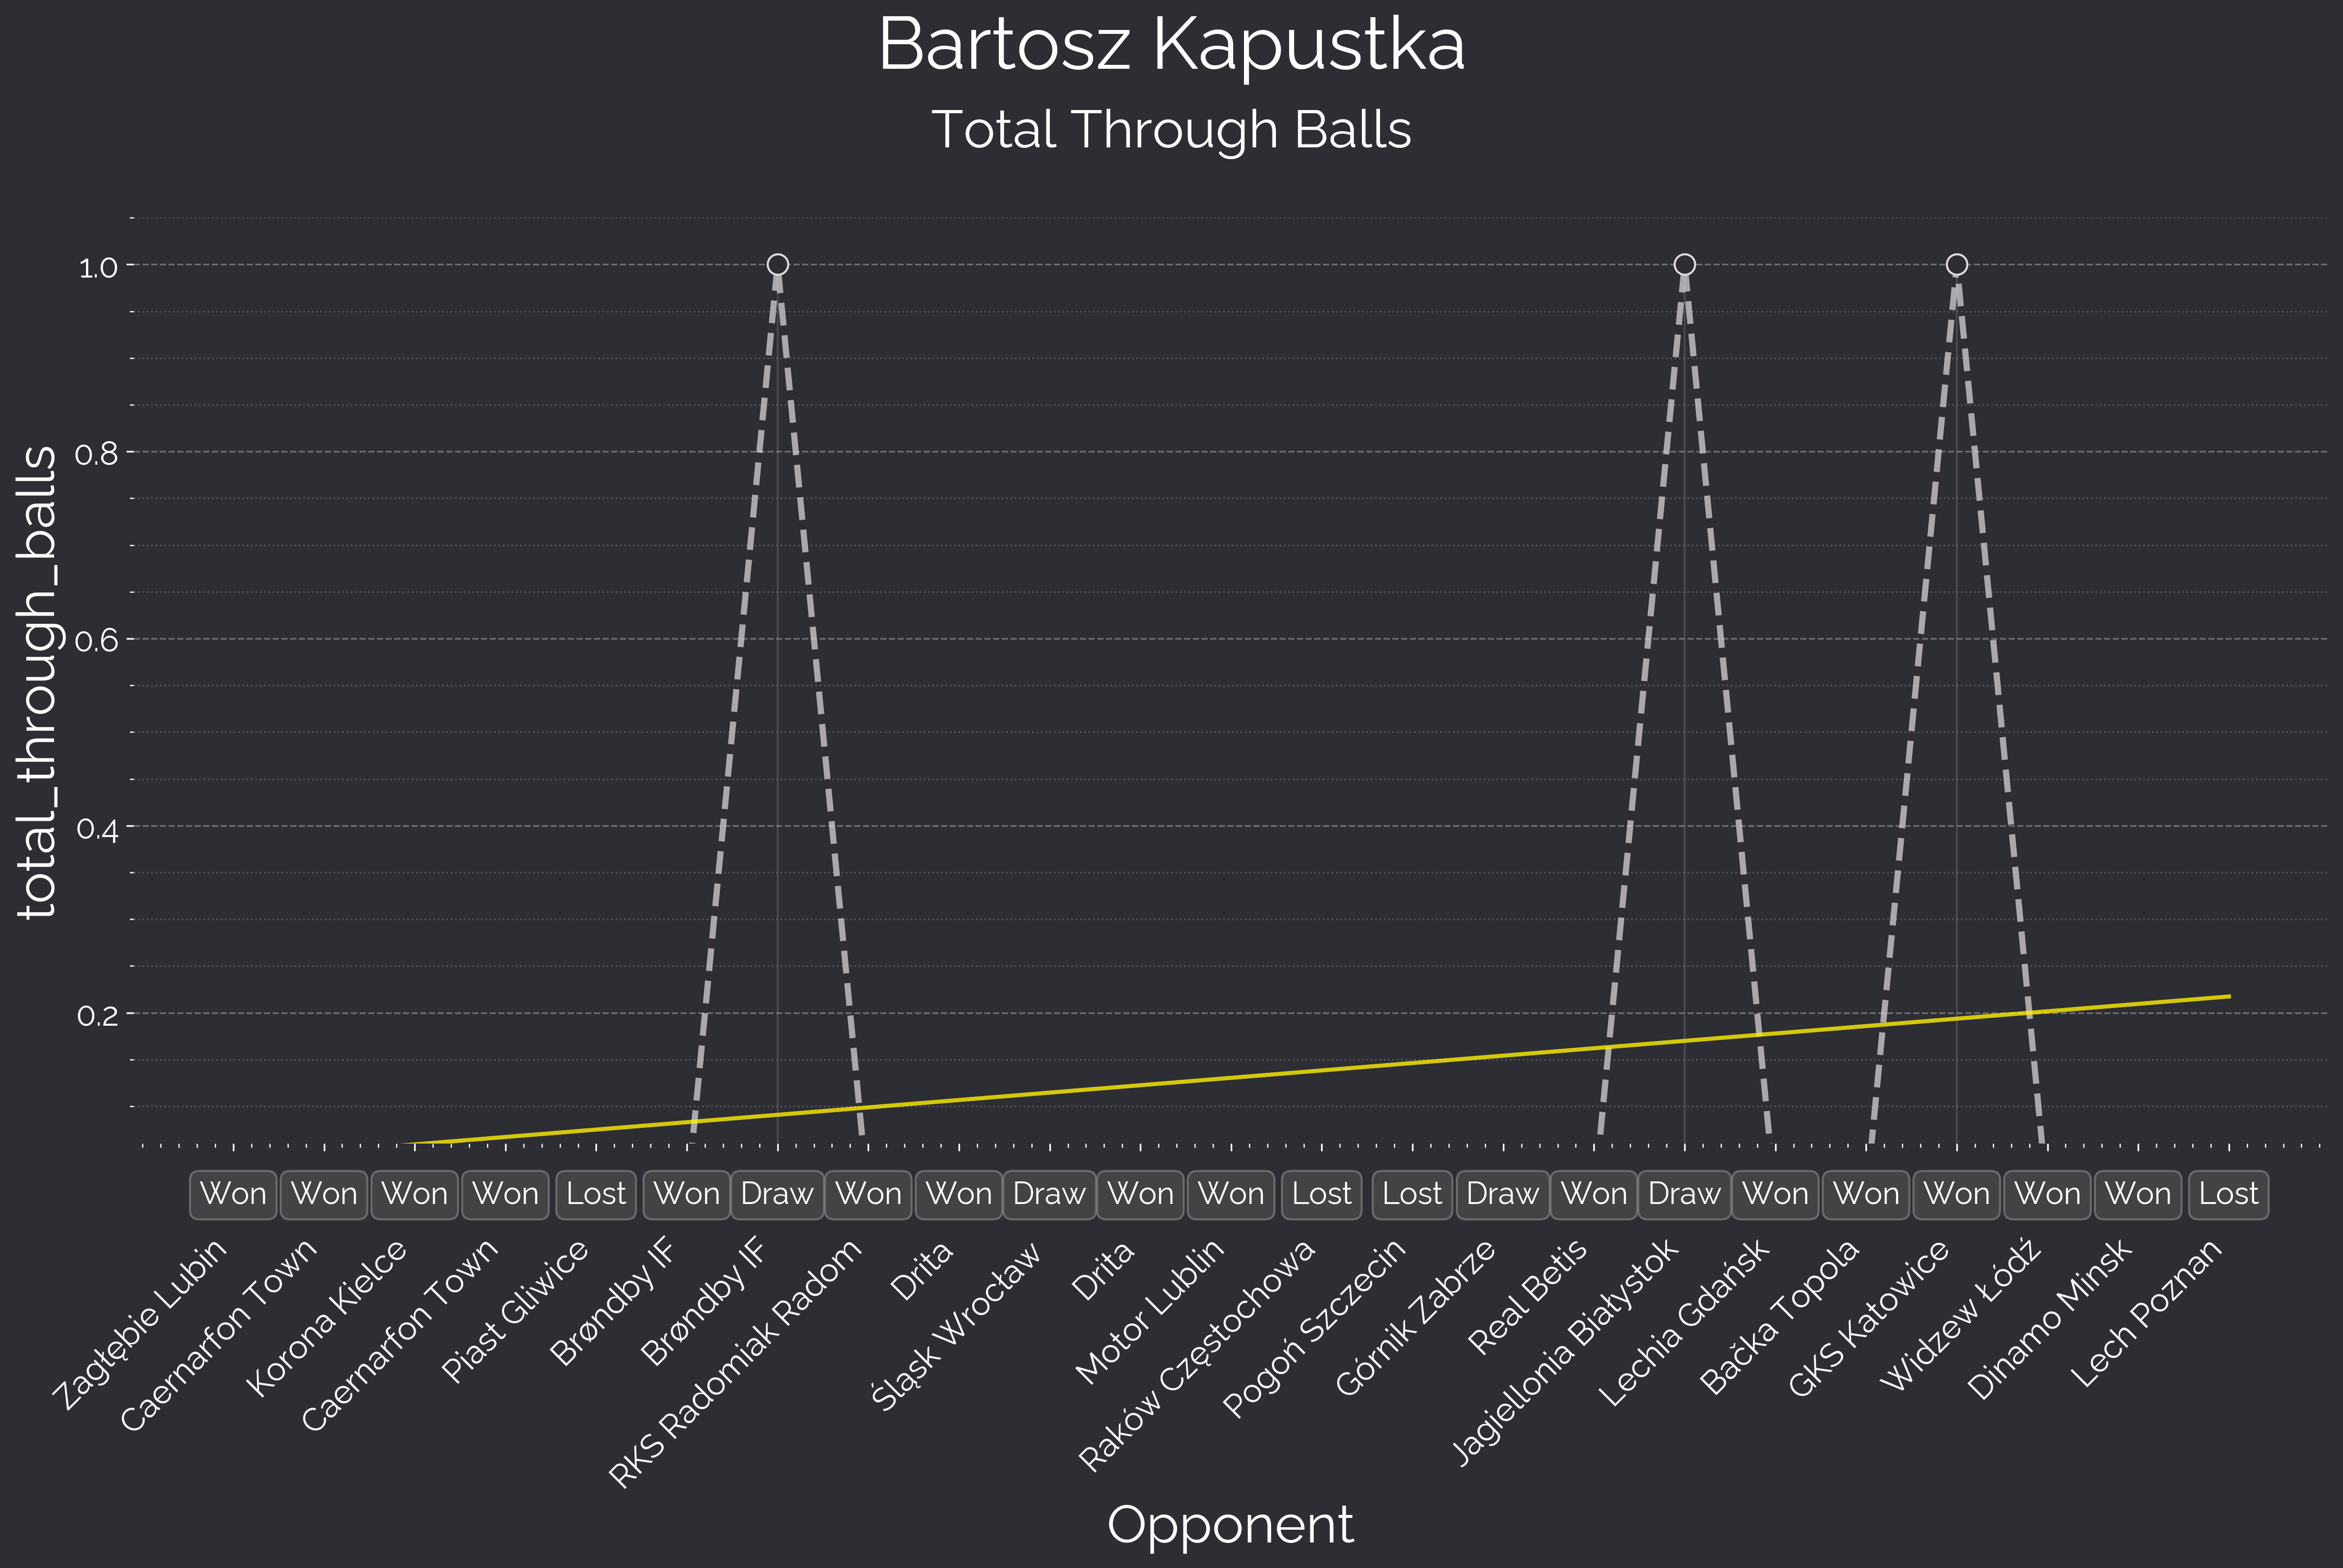 Bartosz Kapustka
Total Through Balls
total_through_balls
1.0
0.8
0.6
0.4
0.2
Won Won Won Won Lost Won Draw Won Won Draw Won Won Lost Lost Draw Won Draw Won Won Won Won Won Lost
Zagłębie Lubin
Caernarfon Town
Korona Kielce
Caernarfon Town
Piast Gliwice
Brøndby IF
Brøndby IF
RKS Radomiak Radom
Drita
Śląsk Wrocław
Drita
Motor Lublin
Raków Częstochowa
Pogoń Szczecin
Górnik Zabrze
Real Betis
Jagiellonia Białystok
Lechia Gdańsk
Bačka Topola
GKS Katowice
Widzew Łódź
Dinamo Minsk
Lech Poznan
Opponent